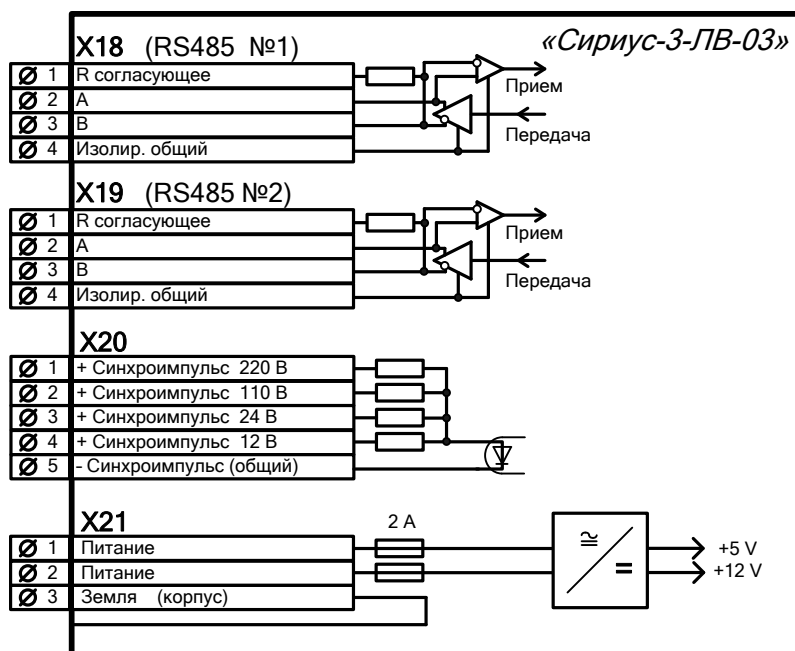 «Сириус-3-ЛВ-03»
X18 (RS485 №1)
1 R согласующее
2 A
3 B
4 Изолир. общий
Прием
Передача
X19 (RS485 №2)
1 R согласующее
2 A
3 B
4 Изолир. общий
Прием
Передача
X20
1 + Синхроимпульс 220 В
2 + Синхроимпульс 110 В
3 + Синхроимпульс 24 В
4 + Синхроимпульс 12 В
5 - Синхроимпульс (общий)
X21
2 А
1 Питание
2 Питание
3 Земля (корпус)
≅
=
+5 V
+12 V